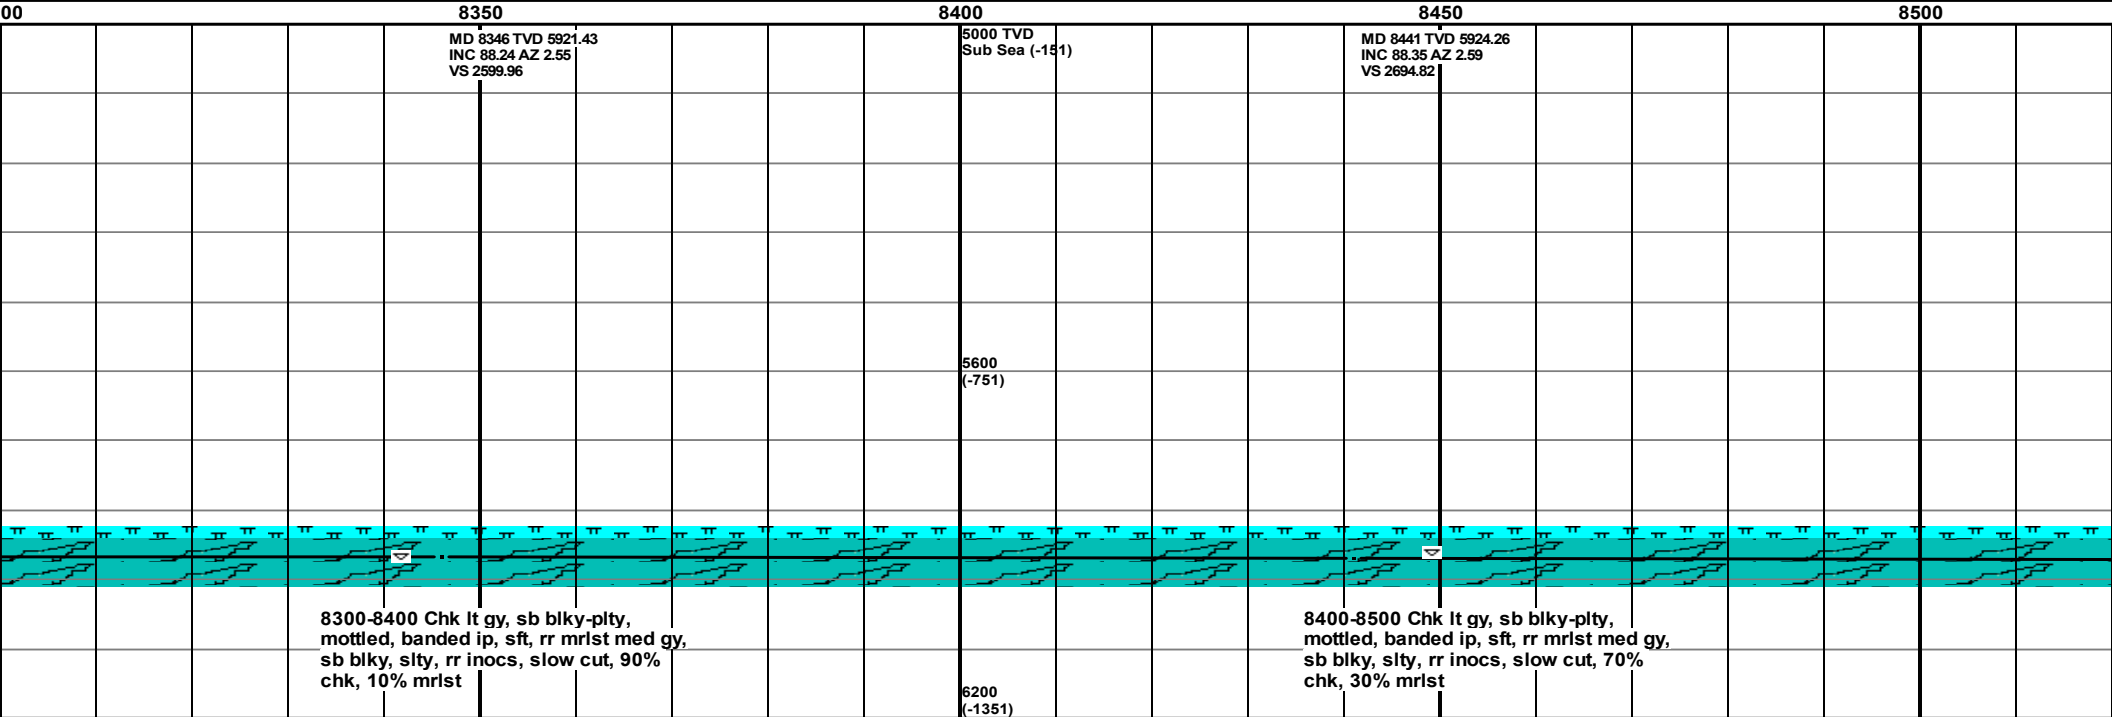 00 8350 8400 8450 8500
MD 8346 TVD 5921.43
INC 88.24 AZ 2.55
VS 2599.96
5000 TVD
Sub Sea (-151)
MD 8441 TVD 5924.26
INC 88.35 AZ 2.59
VS 2694.82
5600
(-751)
8300-8400 Chk lt gy, sb blky-plty,
mottled, banded ip, sft, rr mrlst med gy,
sb blky, slty, rr inocs, slow cut, 90%
chk, 10% mrlst
8400-8500 Chk lt gy, sb blky-plty,
mottled, banded ip, sft, rr mrlst med gy,
sb blky, slty, rr inocs, slow cut, 70%
chk, 30% mrlst
6200
(-1351)